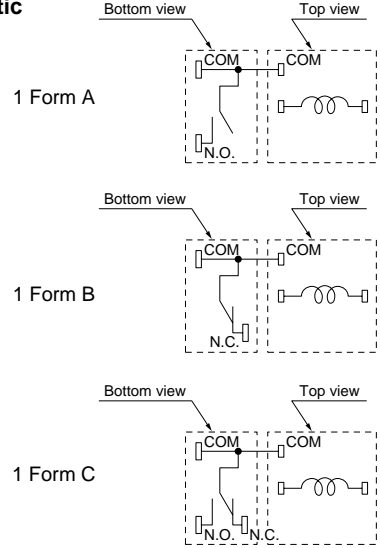 tic
Bottom view Top view
COM COM
1 Form A
N.O.
Bottom view Top view
COM COM
1 Form B
N.C.
Bottom view Top view
COM COM
1 Form C
N.O. N.C.